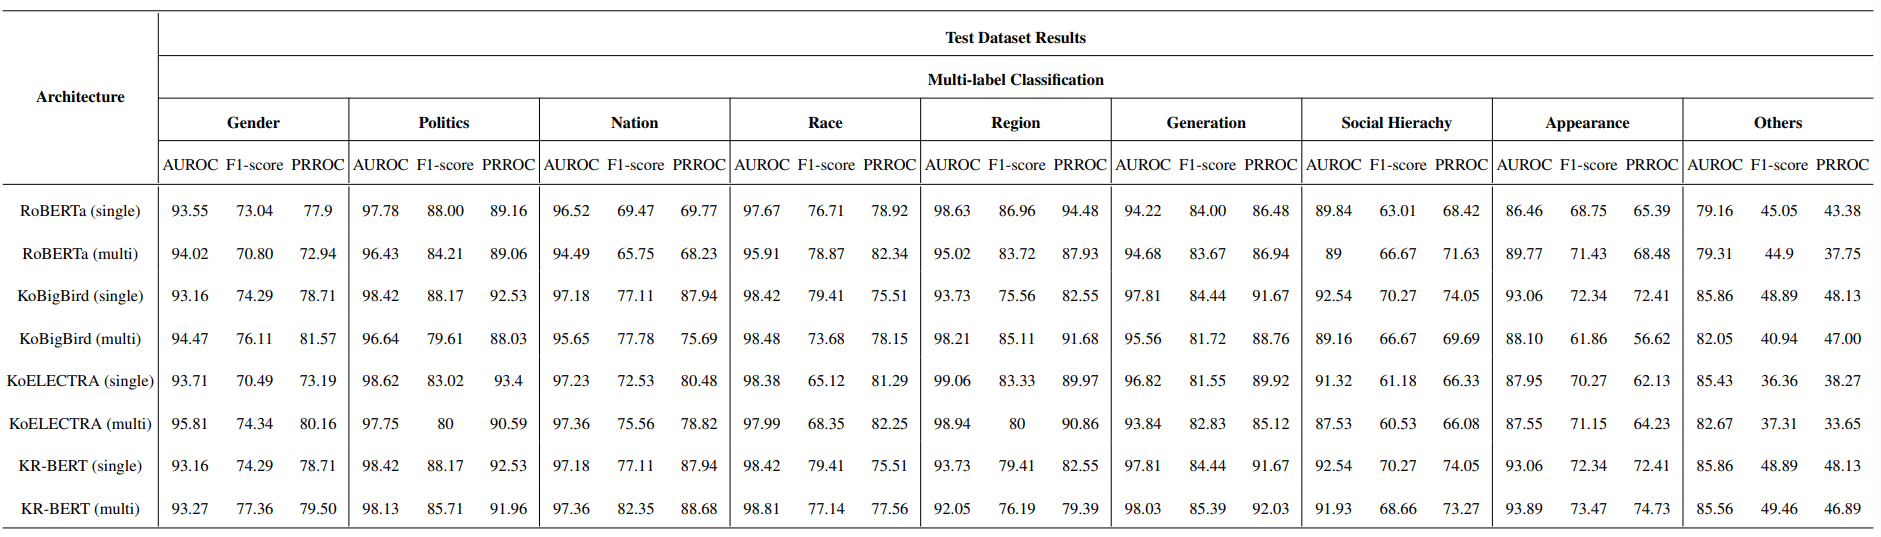 Test Dataset Results
Multi-label Classification
Architecture
Gender Politics Nation Race Region Generation Social Hierachy Appearance Others
AUROC F1-score PRROC AUROC F1-score PRROC AUROC F1-score PRROC AUROC F1-score PRROC AUROC F1-score PRROC AUROC F1-score PRROC AUROC F1-score PRROC AUROC F1-score PRROC AUROC F1-score PRROC
RoBERTa (single) 93.55 73.04 77.9 97.78 88.00 89.16 96.52 69.47 69.77 97.67 76.71 78.92 98.63 86.96 94.48 94.22 84.00 86.48 89.84 63.01 68.42 86.46 68.75 65.39 79.16 45.05 43.38
RoBERTa (multi) 94.02 70.80 72.94 96.43 84.21 89.06 94.49 65.75 68.23 95.91 78.87 82.34 95.02 83.72 87.93 94.68 83.67 86.94 89 66.67 71.63 89.77 71.43 68.48 79.31 44.9 37.75
KoBigBird (single) 93.16 74.29 78.71 98.42 88.17 92.53 97.18 77.11 87.94 98.42 79.41 75.51 93.73 75.56 82.55 97.81 84.44 91.67 92.54 70.27 74.05 93.06 72.34 72.41 85.86 48.89 48.13
KoBigBird (multi) 94.47 76.11 81.57 96.64 79.61 88.03 95.65 77.78 75.69 98.48 73.68 78.15 98.21 85.11 91.68 95.56 81.72 88.76 89.16 66.67 69.69 88.10 61.86 56.62 82.05 40.94 47.00
KoELECTRA (single) 93.71 70.49 73.19 98.62 83.02 93.4 97.23 72.53 80.48 98.38 65.12 81.29 99.06 83.33 89.97 96.82 81.55 89.92 91.32 61.18 66.33 87.95 70.27 62.13 85.43 36.36 38.27
KoELECTRA (multi) 95.81 74.34 80.16 97.75 80 90.59 97.36 75.56 78.82 97.99 68.35 82.25 98.94 80 90.86 93.84 82.83 85.12 87.53 60.53 66.08 87.55 71.15 64.23 82.67 37.31 33.65
KR-BERT (single) 93.16 74.29 78.71 98.42 88.17 92.53 97.18 77.11 87.94 98.42 79.41 75.51 93.73 79.41 82.55 97.81 84.44 91.67 92.54 70.27 74.05 93.06 72.34 72.41 85.86 48.89 48.13
KR-BERT (multi) 93.27 77.36 79.50 98.13 85.71 91.96 97.36 82.35 88.68 98.81 77.14 77.56 92.05 76.19 79.39 98.03 85.39 92.03 91.93 68.66 73.27 93.89 73.47 74.73 85.56 49.46 46.89